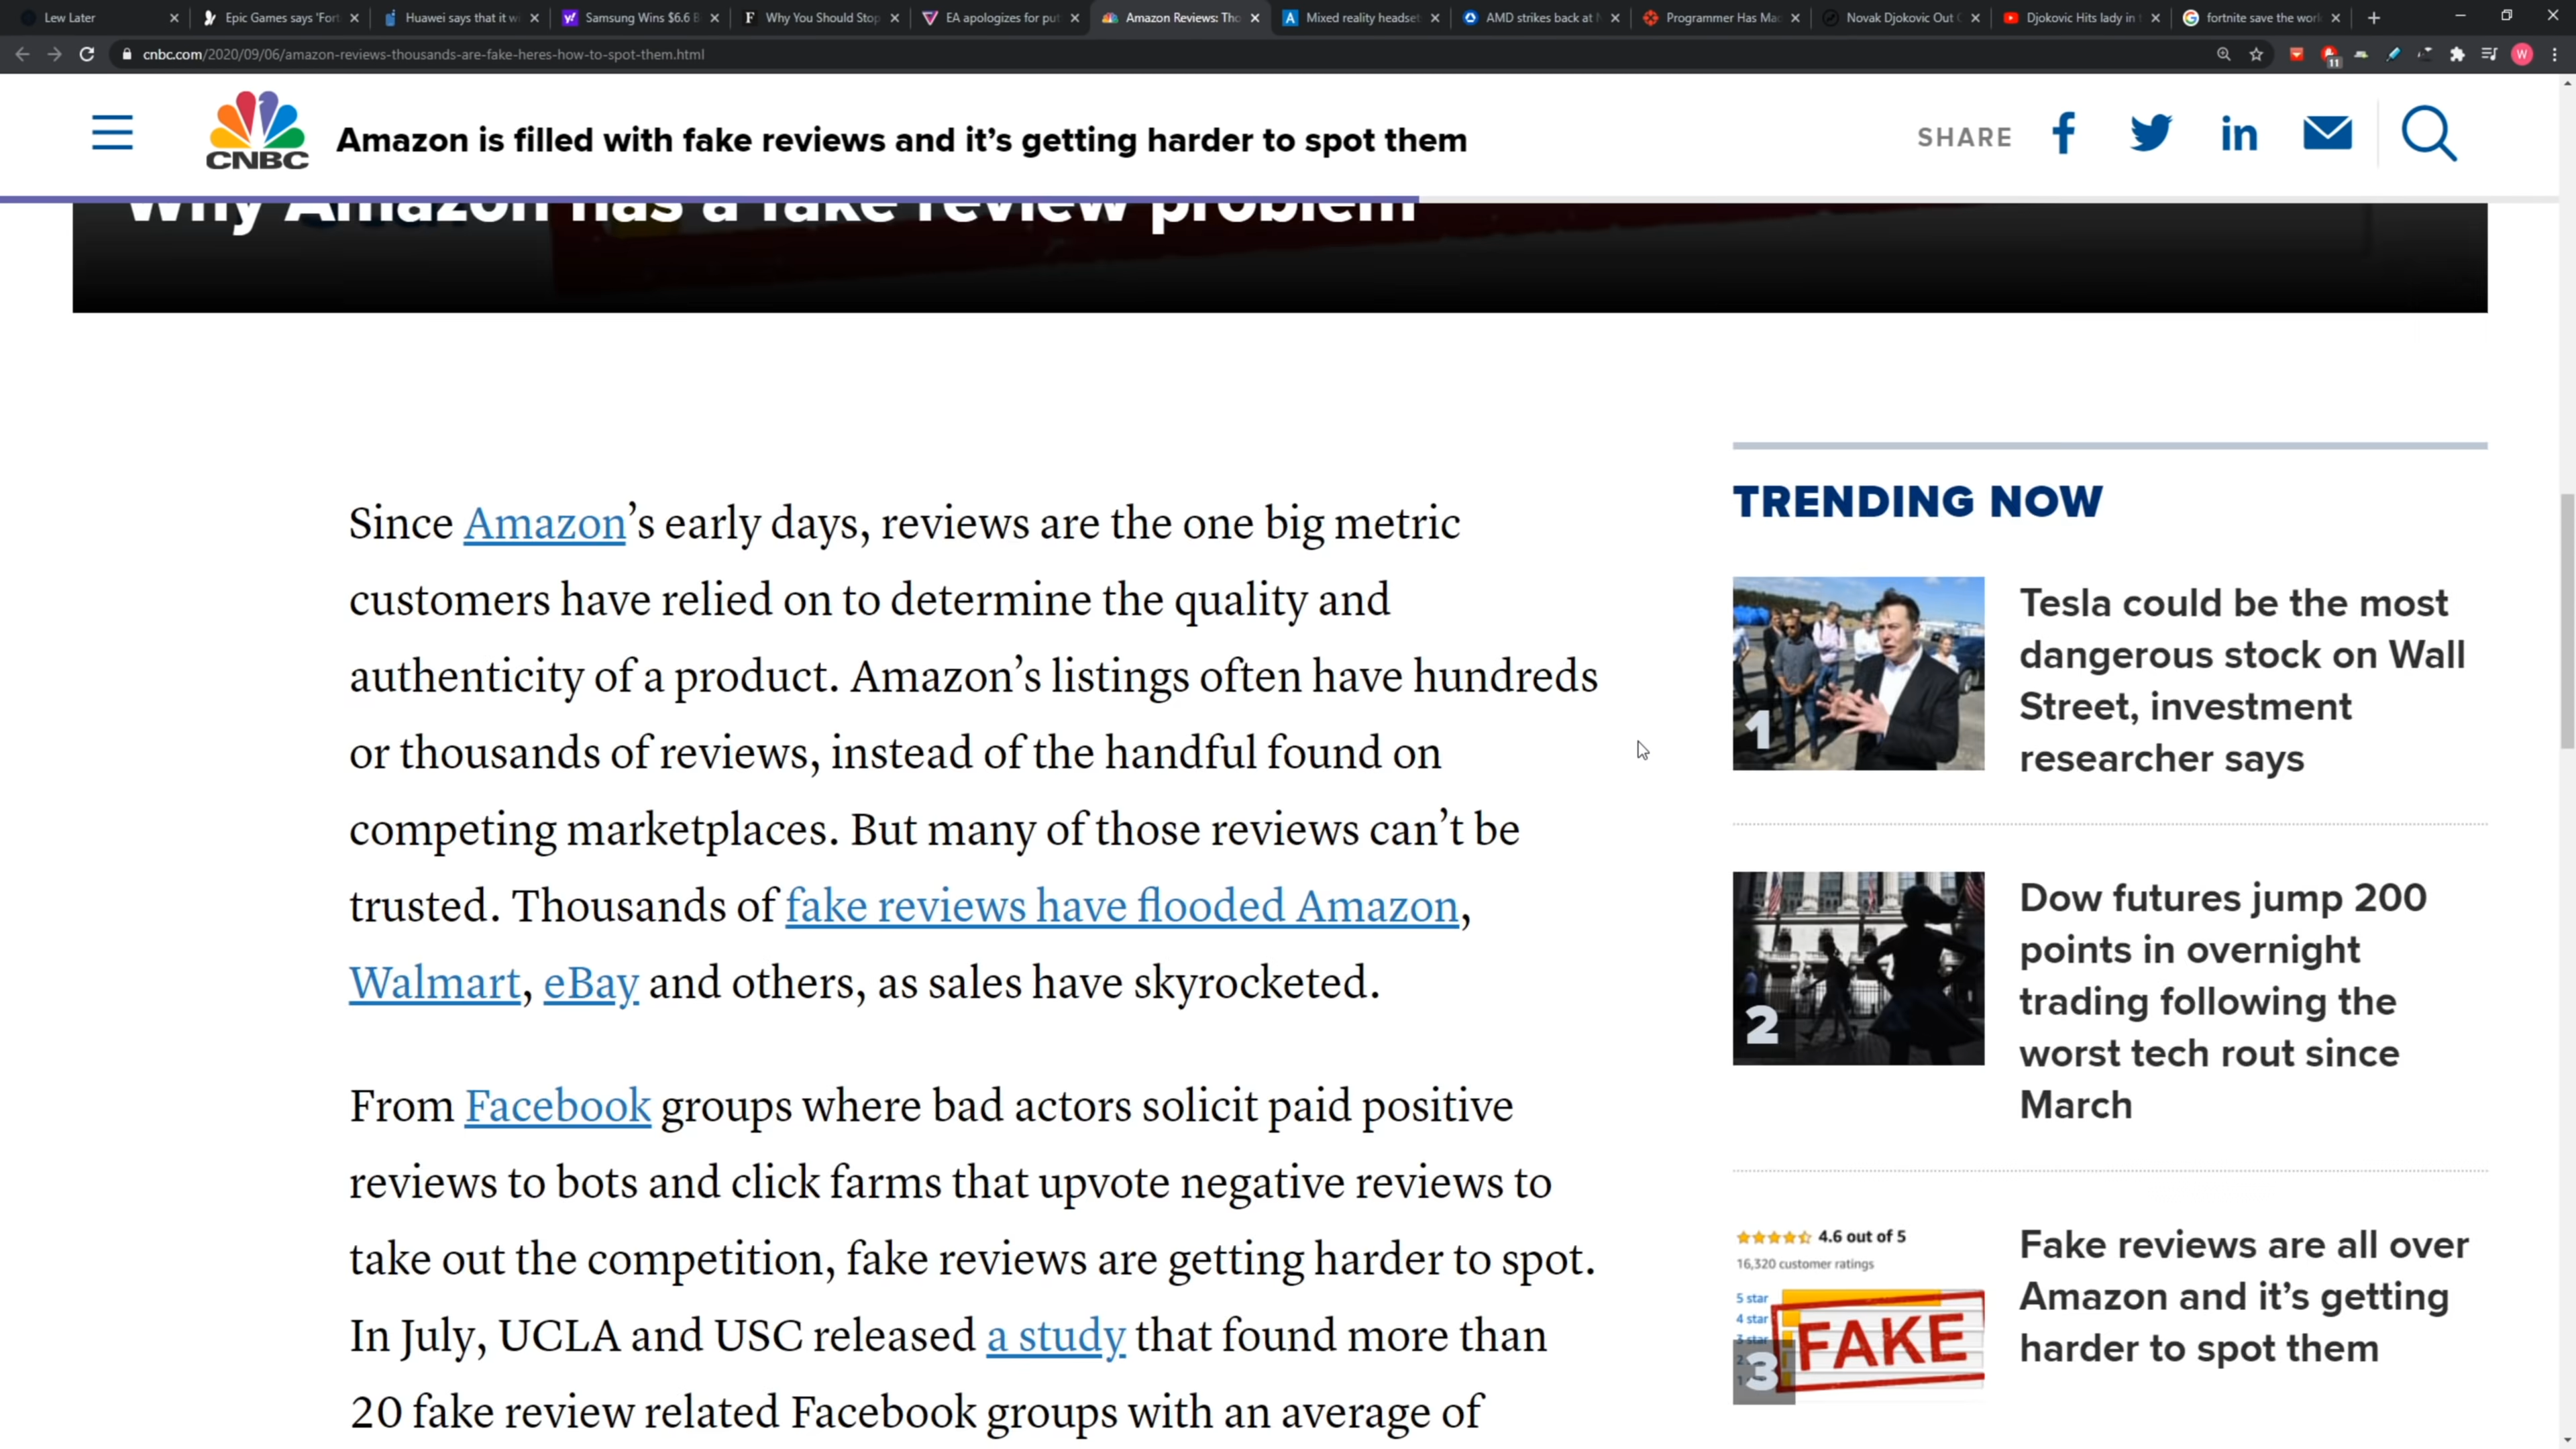 Lew Later
Epic Games says 'Fort
Huawei says that it w
Samsung Wins $6.6 B
Why You Should Stop
EA apologizes for put
Amazon Reviews: Tho
Mixed reality headset
AMD strikes back at N
Programmer Has Mac
Novak Djokovic Out
Djokovic Hits lady in t
fortnite save the worl
cnbc.com/2020/09/06/amazon-reviews-thousands-are-fake-heres-how-to-spot-them.html
11
W
CNBC
Amazon is filled with fake reviews and it's getting harder to spot them
SHARE
Why Amazon has a fake review problem
Since Amazon's early days, reviews are the one big metric
customers have relied on to determine the quality and
authenticity of a product. Amazon's listings often have hundreds
or thousands of reviews, instead of the handful found on
competing marketplaces. But many of those reviews can't be
trusted. Thousands of fake reviews have flooded Amazon,
Walmart, eBay and others, as sales have skyrocketed.
From Facebook groups where bad actors solicit paid positive
reviews to bots and click farms that upvote negative reviews to
take out the competition, fake reviews are getting harder to spot.
In July, UCLA and USC released a study that found more than
20 fake review related Facebook groups with an average of
TRENDING NOW
1
Tesla could be the most
dangerous stock on Wall
Street, investment
researcher says
2
Dow futures jump 200
points in overnight
trading following the
worst tech rout since
March
4.6 out of 5
16,320 customer ratings
5 star
4 star
3 star
FAKE
3
Fake reviews are all over
Amazon and it's getting
harder to spot them